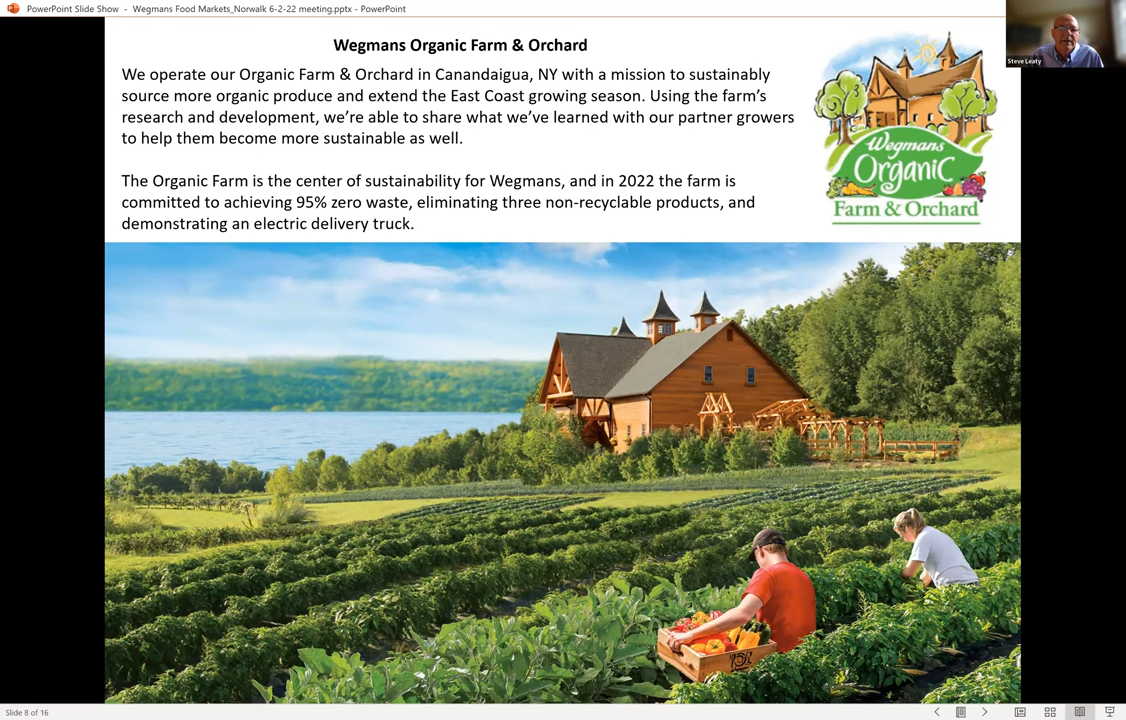 PowerPoint Slide Show - Wegmans Food Markets_Norwalk 6-2-22 meeting.pptx - PowerPoint
Steve Leaty
Wegmans Organic Farm & Orchard
We operate our Organic Farm & Orchard in Canandaigua, NY with a mission to sustainably
source more organic produce and extend the East Coast growing season. Using the farm's
research and development, we're able to share what we've learned with our partner growers
to help them become more sustainable as well.
The Organic Farm is the center of sustainability for Wegmans, and in 2022 the farm is
committed to achieving 95% zero waste, eliminating three non-recyclable products, and
demonstrating an electric delivery truck.
Wegmans
Organic
Farm & Orchard
Slide 8 of 16